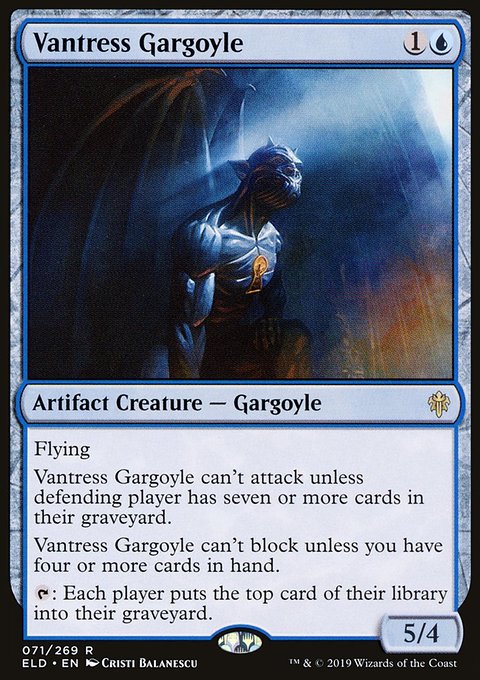 Vantress Gargoyle 1
Artifact Creature — Gargoyle
Flying
Vantress Gargoyle can't attack unless
defending player has seven or more cards in
their graveyard.
Vantress Gargoyle can't block unless you have
four or more cards in hand.
: Each player puts the top card of their library
into their graveyard.
5/4
071/269 R
ELD • EN Cristi Balanescu
™ & © 2019 Wizards of the Coast